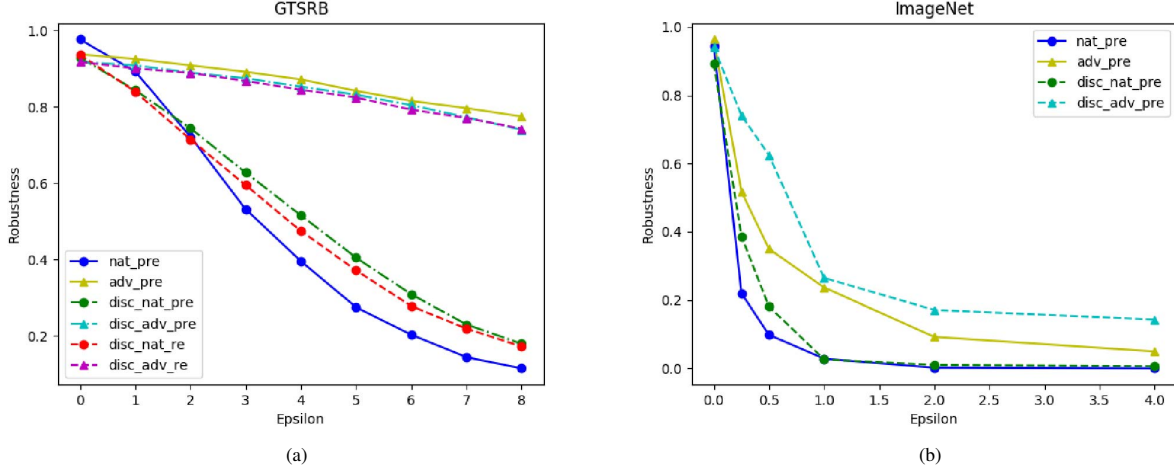 GTSRB
1.0
0.8
0.6
0.4
0.2
Robustness
nat_pre
adv_pre
disc_nat_pre
disc_adv_pre
disc_nat_re
disc_adv_re
0 1 2 3 4 5 6 7 8
Epsilon
(a)
ImageNet
1.0
0.8
0.6
0.4
0.2
0.0
Robustness
nat_pre
adv_pre
disc_nat_pre
disc_adv_pre
0.0 0.5 1.0 1.5 2.0 2.5 3.0 3.5 4.0
Epsilon
(b)